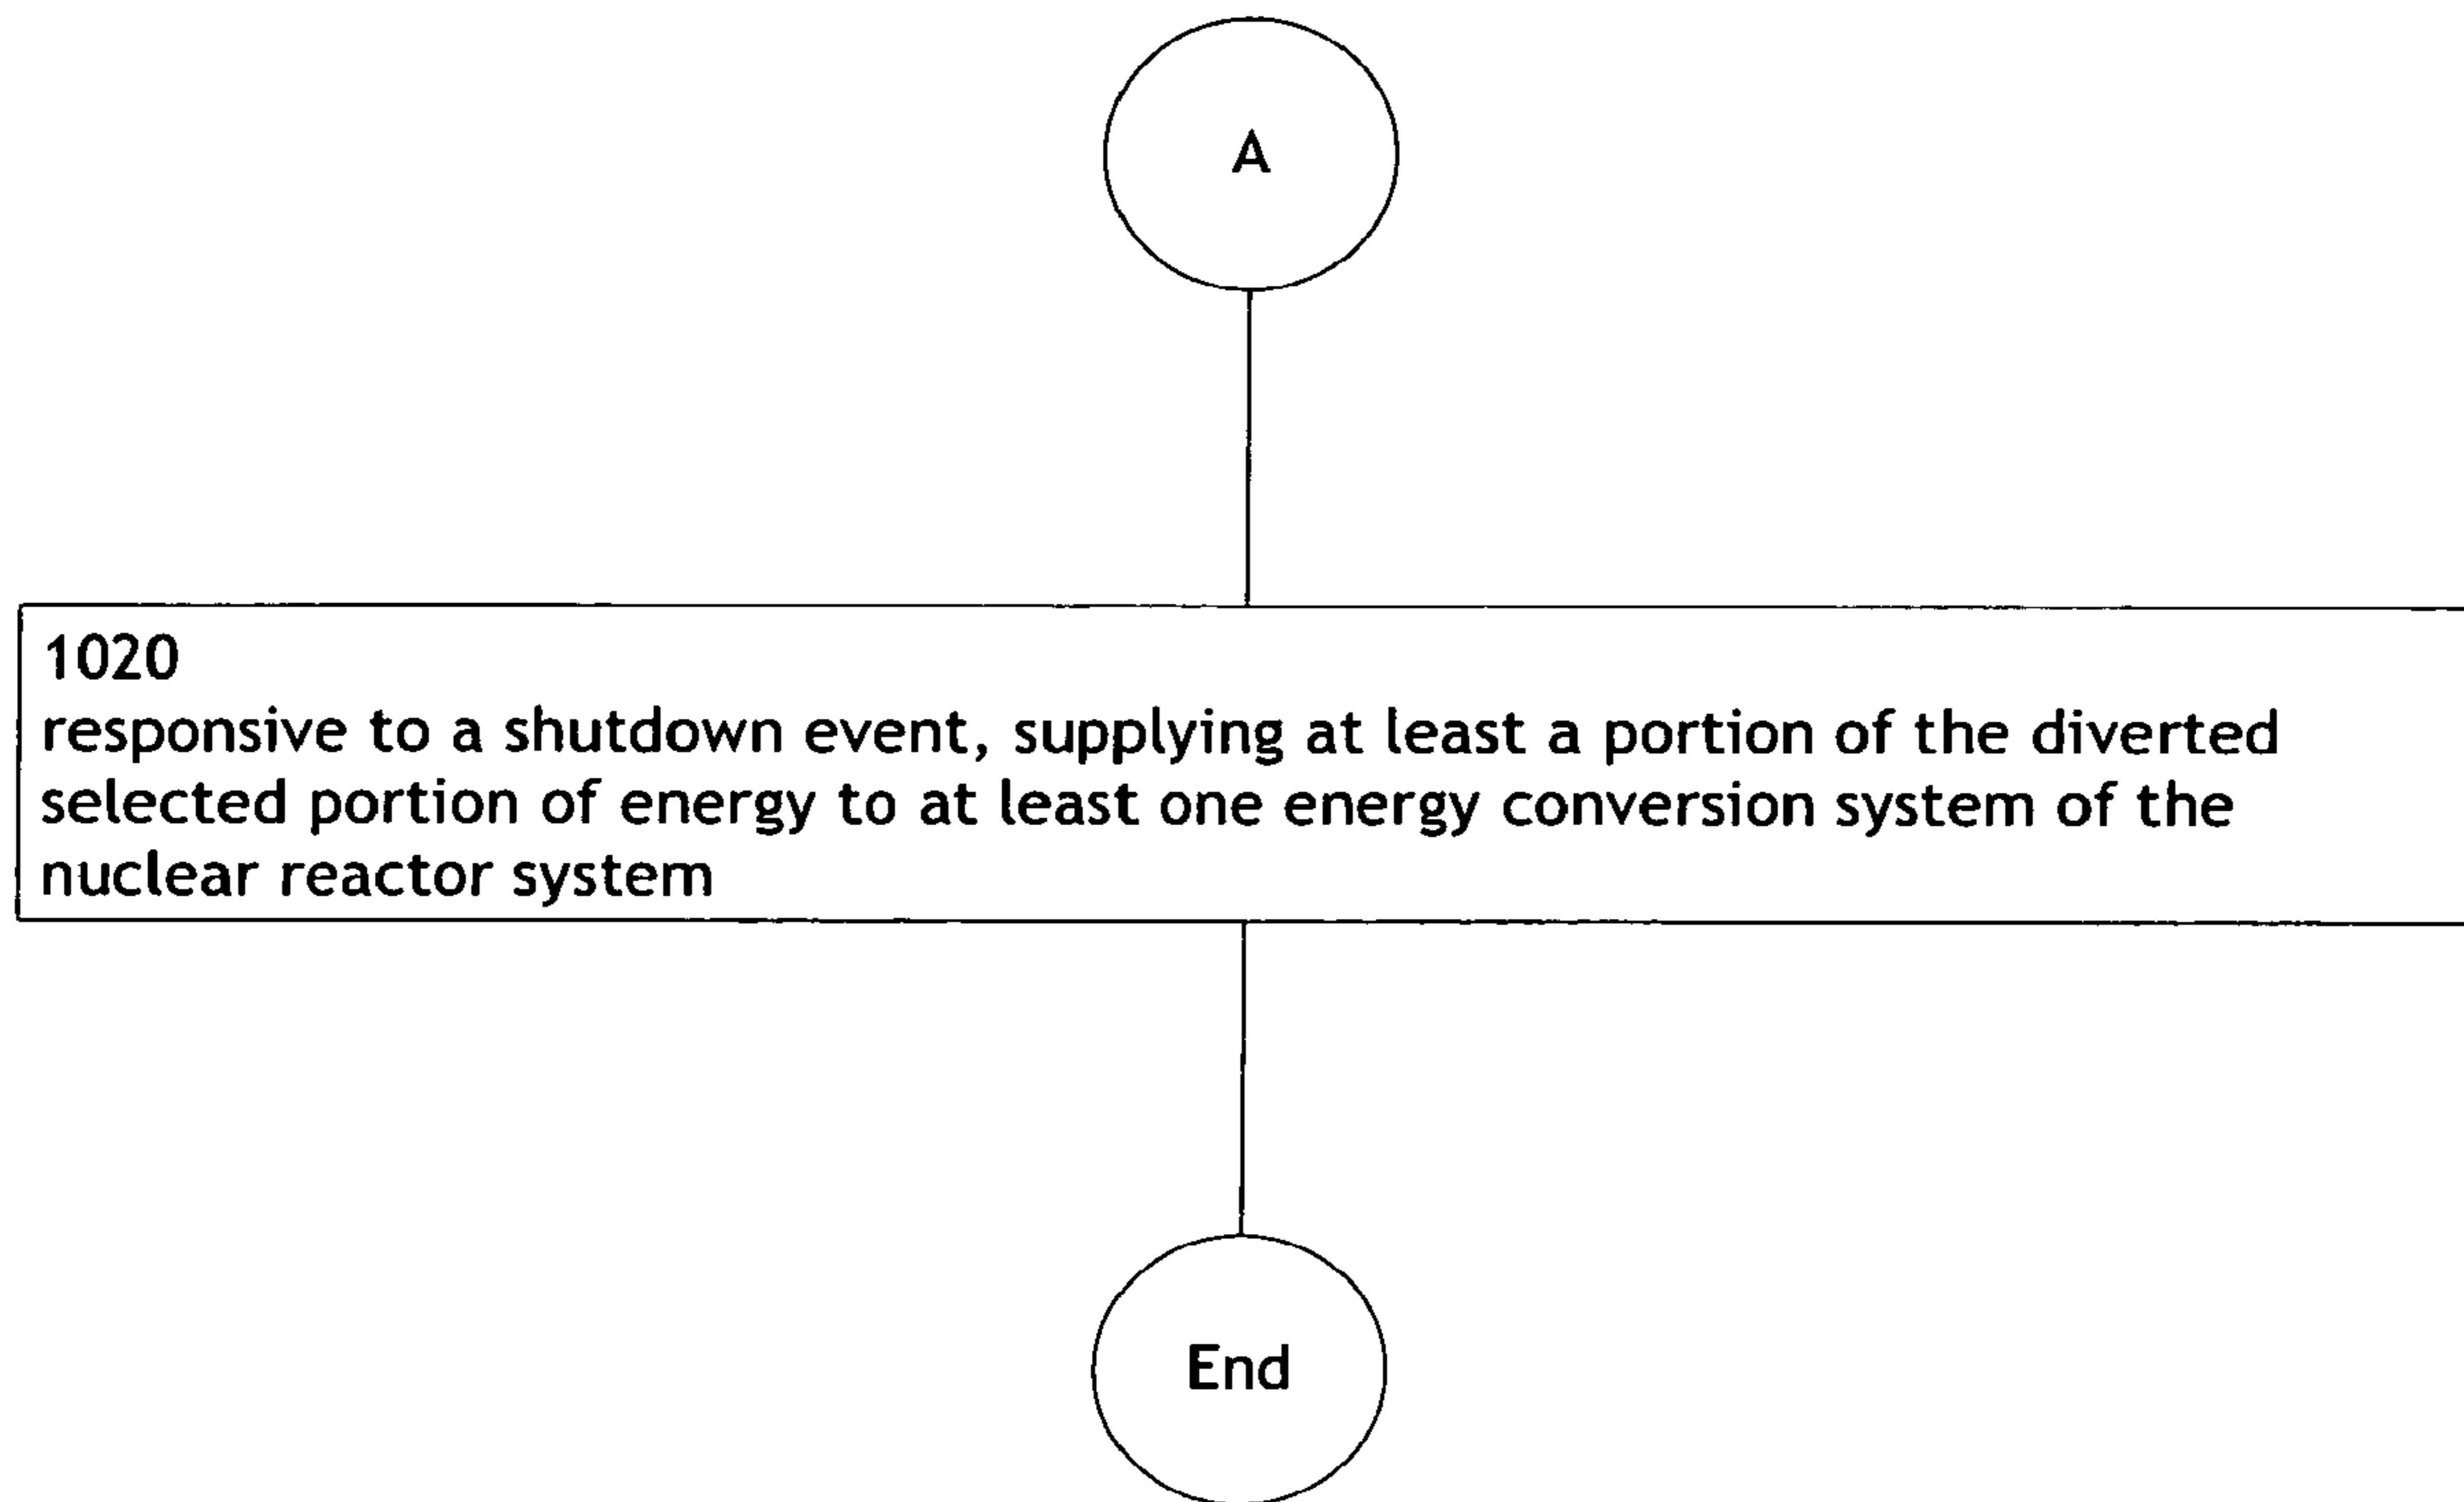 A
1020
responsive to a shutdown event, supplying at least a portion of the diverted
selected portion of energy to at least one energy conversion system of the
nuclear reactor system
End